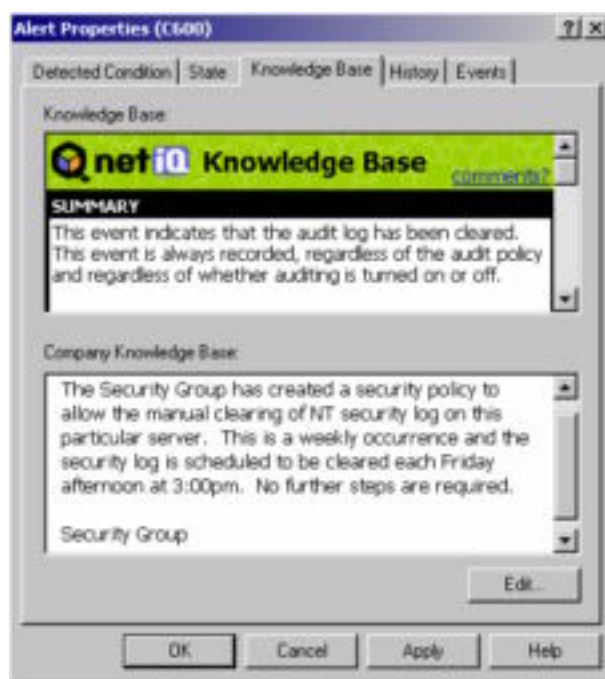 Alert Properties (C600)
Detected Condition State Knowledge Base History Events
Knowledge Base:
netiQ Knowledge Base comments?
SUMMARY
This event indicates that the audit log has been cleared.
This event is always recorded, regardless of the audit policy
and regardless of whether auditing is turned on or off.
Company Knowledge Base:
The Security Group has created a security policy to
allow the manual clearing of NT security log on this
particular server. This is a weekly occurrence and the
security log is scheduled to be cleared each Friday
afternoon at 3:00pm. No further steps are required.
Security Group
Edit...
OK Cancel Apply Help